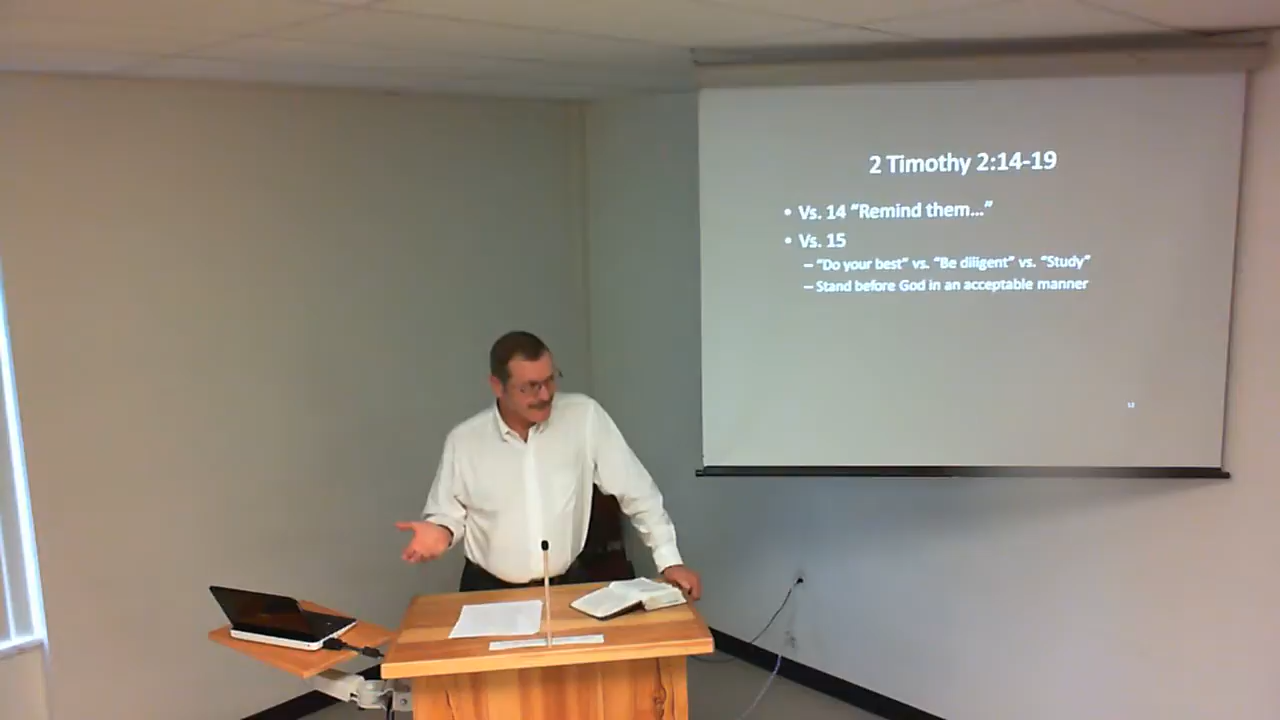 2 Timothy 2:14-19
• Vs. 14 “Remind them...”
• Vs. 15
– “Do your best” vs. “Be diligent” vs. “Study”
– Stand before God in an acceptable manner